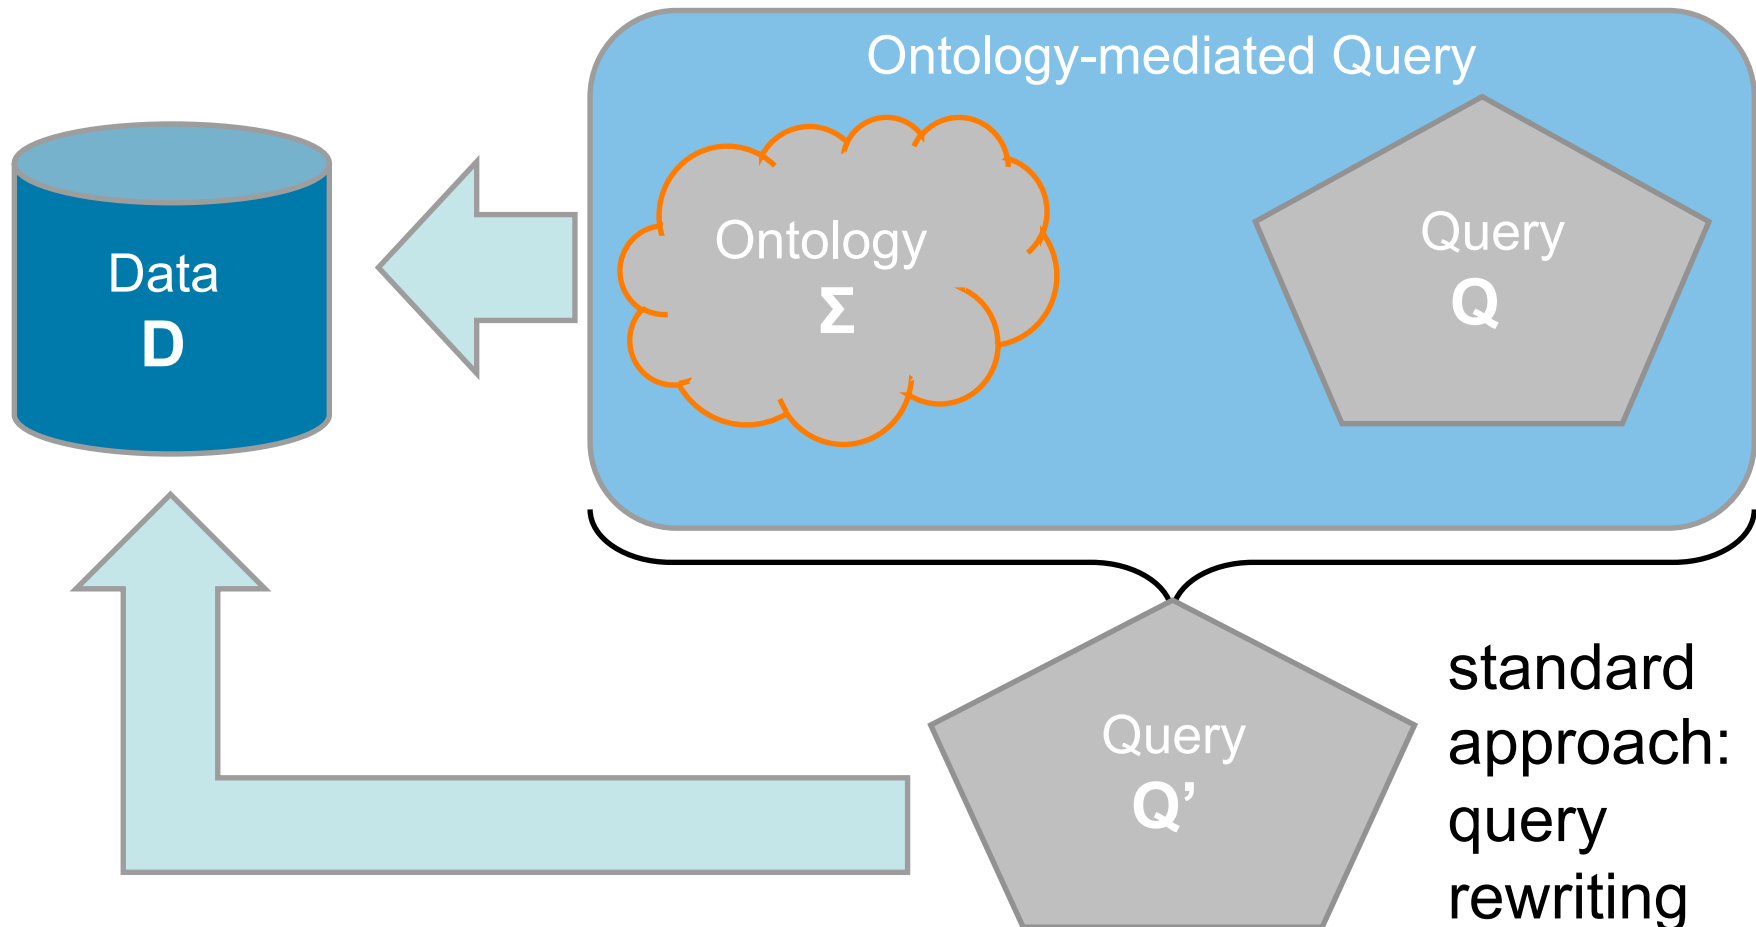 Ontology-mediated Query
Data
D
Ontology
Σ
Query
Q
Query
Q’
standard
approach:
query
rewriting